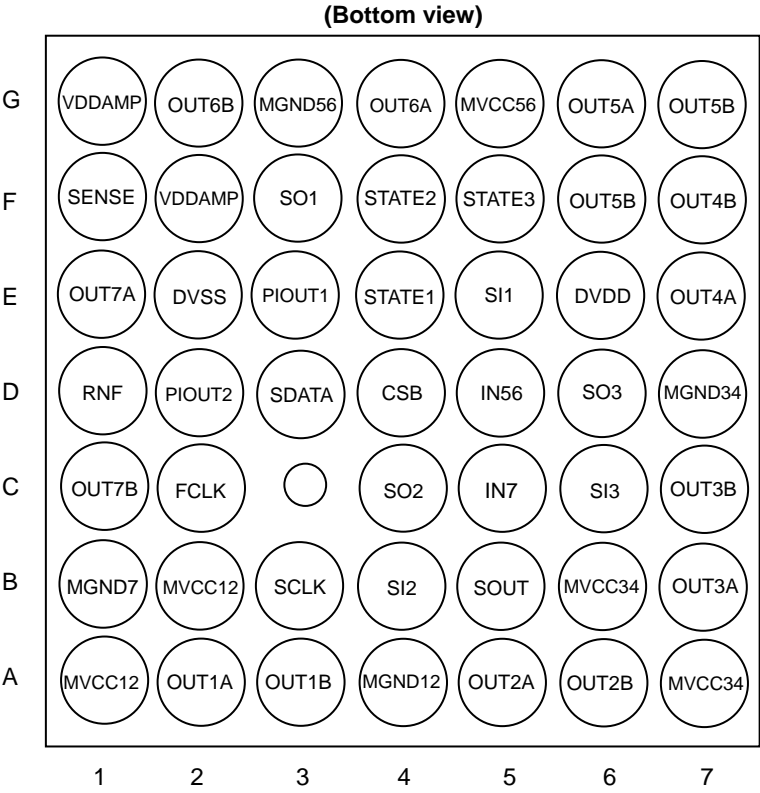 (Bottom view)
G VDDAMP OUT6B MGND56 OUT6A MVCC56 OUT5A OUT5B
F SENSE VDDAMP SO1 STATE2 STATE3 OUT5B OUT4B
E OUT7A DVSS PIOUT1 STATE1 SI1 DVDD OUT4A
D RNF PIOUT2 SDATA CSB IN56 SO3 MGND34
C OUT7B FCLK SO2 IN7 SI3 OUT3B
B MGND7 MVCC12 SCLK SI2 SOUT MVCC34 OUT3A
A MVCC12 OUT1A OUT1B MGND12 OUT2A OUT2B MVCC34
1 2 3 4 5 6 7